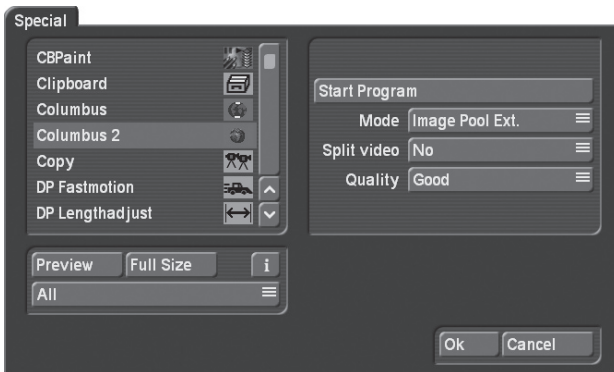 Special
CBPaint
Clipboard
Columbus
Columbus 2
Copy
DP Fastmotion
DP Lengthadjust
Preview
Full Size
i
All
Start Program
Mode Image Pool Ext.
Split video No
Quality Good
Ok
Cancel